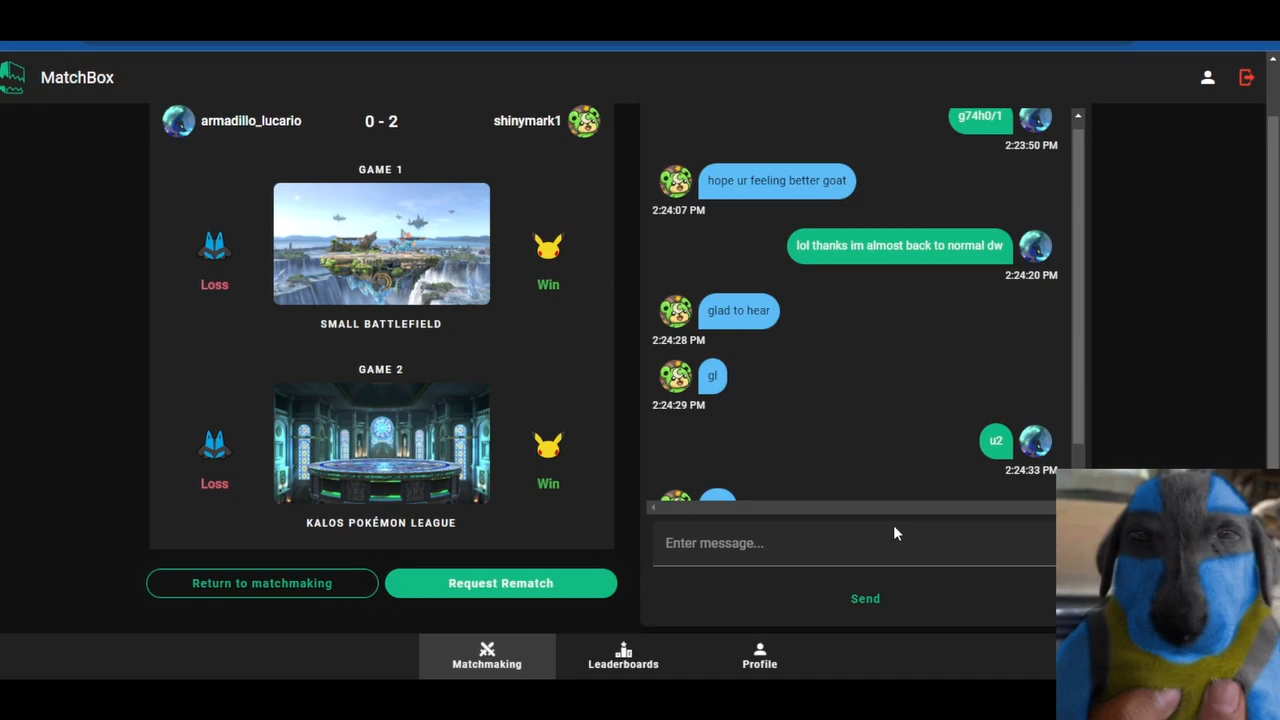 MatchBox
armadillo_lucario 0 - 2 shinymark1
GAME 1
Loss Win
SMALL BATTLEFIELD
GAME 2
Loss Win
KALOS POKÉMON LEAGUE
Return to matchmaking Request Rematch
g74h0/1
2:23:50 PM
hope ur feeling better goat
2:24:07 PM
lol thanks im almost back to normal dw
2:24:20 PM
glad to hear
2:24:28 PM
gl
2:24:29 PM
u2
2:24:33 PM
Enter message...
Send
Matchmaking Leaderboards Profile